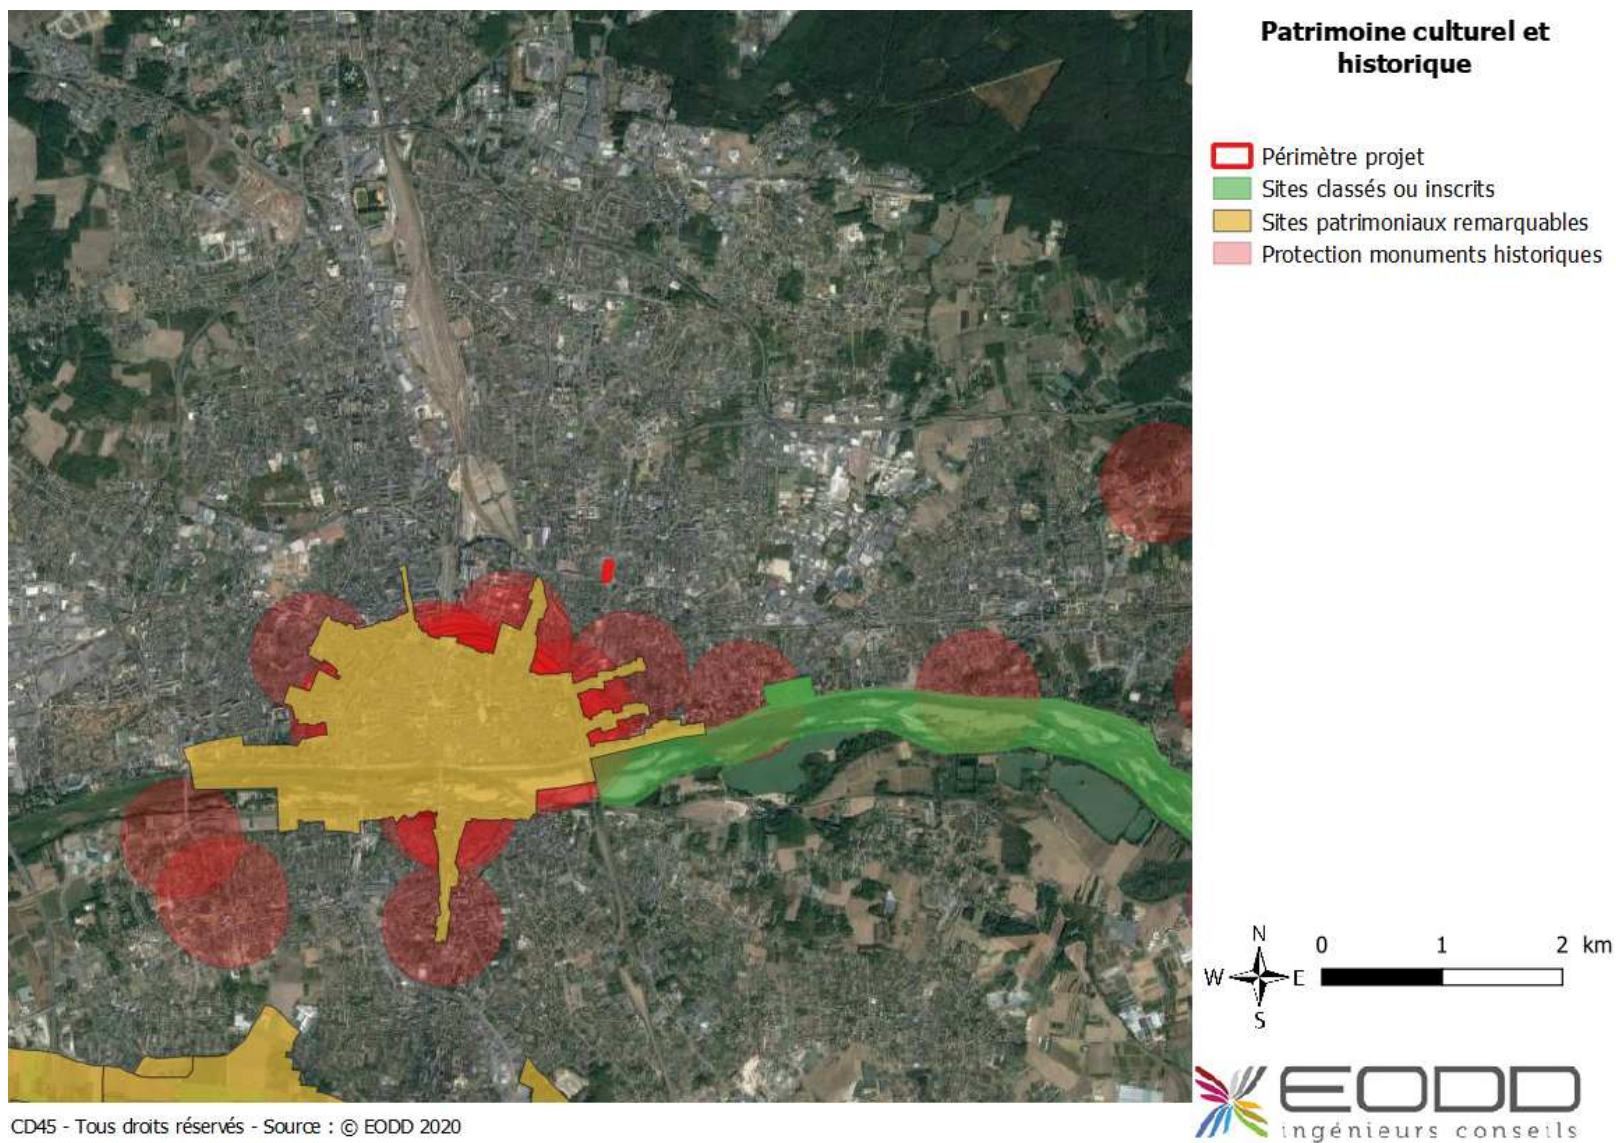 Patrimoine culturel et
historique
Périmètre projet
Sites classés ou inscrits
Sites patrimoniaux remarquables
Protection monuments historiques
N
W E
S
0 1 2 km
EODD
ingénieurs conseils
CD45 - Tous droits réservés - Source : © EODD 2020